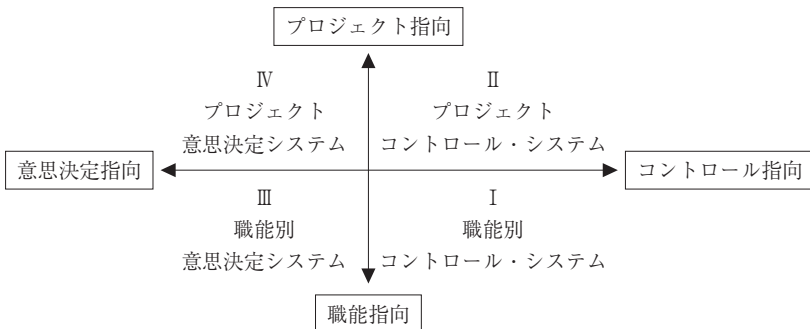 プロジェクト指向
Ⅳ
プロジェクト
意思決定システム
Ⅱ
プロジェクト
コントロール・システム
意思決定指向
コントロール指向
Ⅲ
職能別
意思決定システム
Ⅰ
職能別
コントロール・システム
職能指向